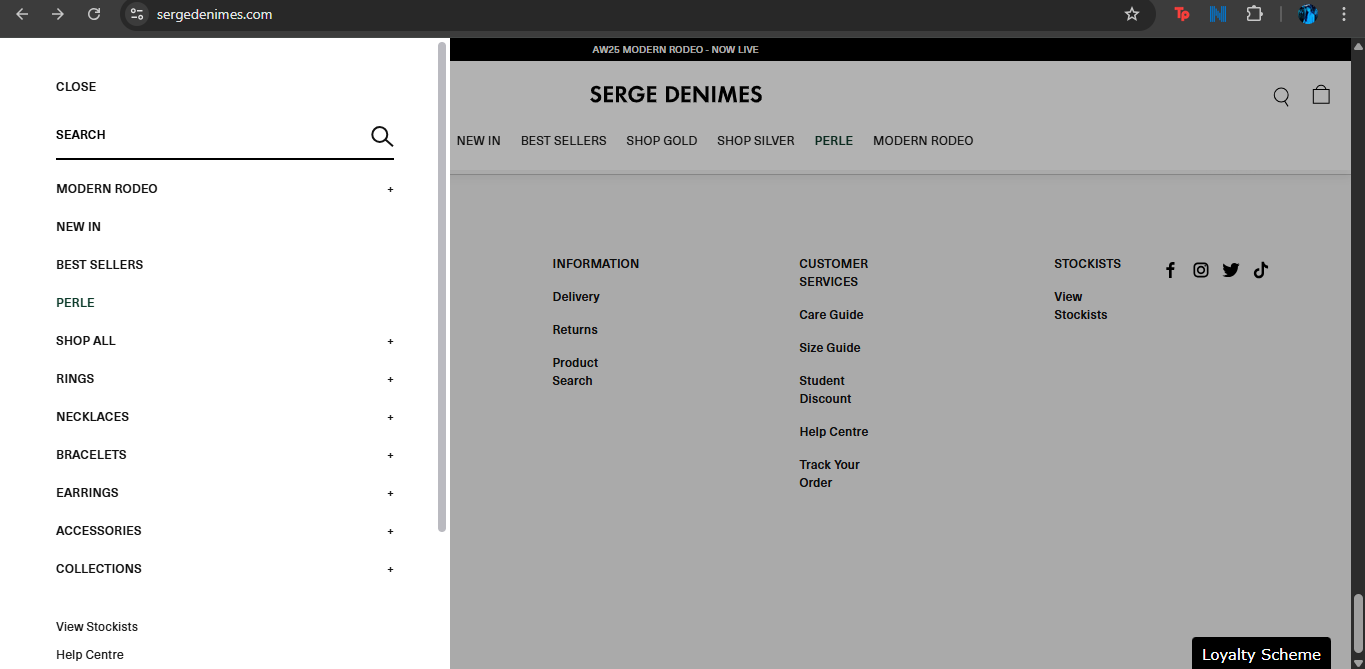 sergedenimes.com
Tp
N
CLOSE
SEARCH
MODERN RODEO +
NEW IN
BEST SELLERS
PERLE
SHOP ALL +
RINGS +
NECKLACES +
BRACELETS +
EARRINGS +
ACCESSORIES +
COLLECTIONS +
View Stockists
Help Centre
AW25 MODERN RODEO - NOW LIVE
SERGE DENIMES
NEW IN BEST SELLERS SHOP GOLD SHOP SILVER PERLE MODERN RODEO
INFORMATION
Delivery
Returns
Product
Search
CUSTOMER
SERVICES
Care Guide
Size Guide
Student
Discount
Help Centre
Track Your
Order
STOCKISTS
View
Stockists
Loyalty Scheme